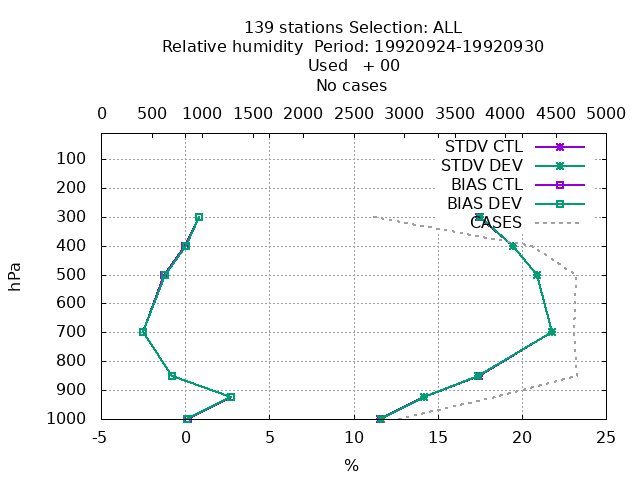 139 stations Selection: ALL
Relative humidity  Period: 19920924-19920930
Used   + 00
No cases
0 500 1000 1500 2000 2500 3000 3500 4000 4500 5000
STDV CTL
STDV DEV
BIAS CTL
BIAS DEV
CASES
100
200
300
400
500
600
700
800
900
1000
hPa
-5 0 5 10 15 20 25
%